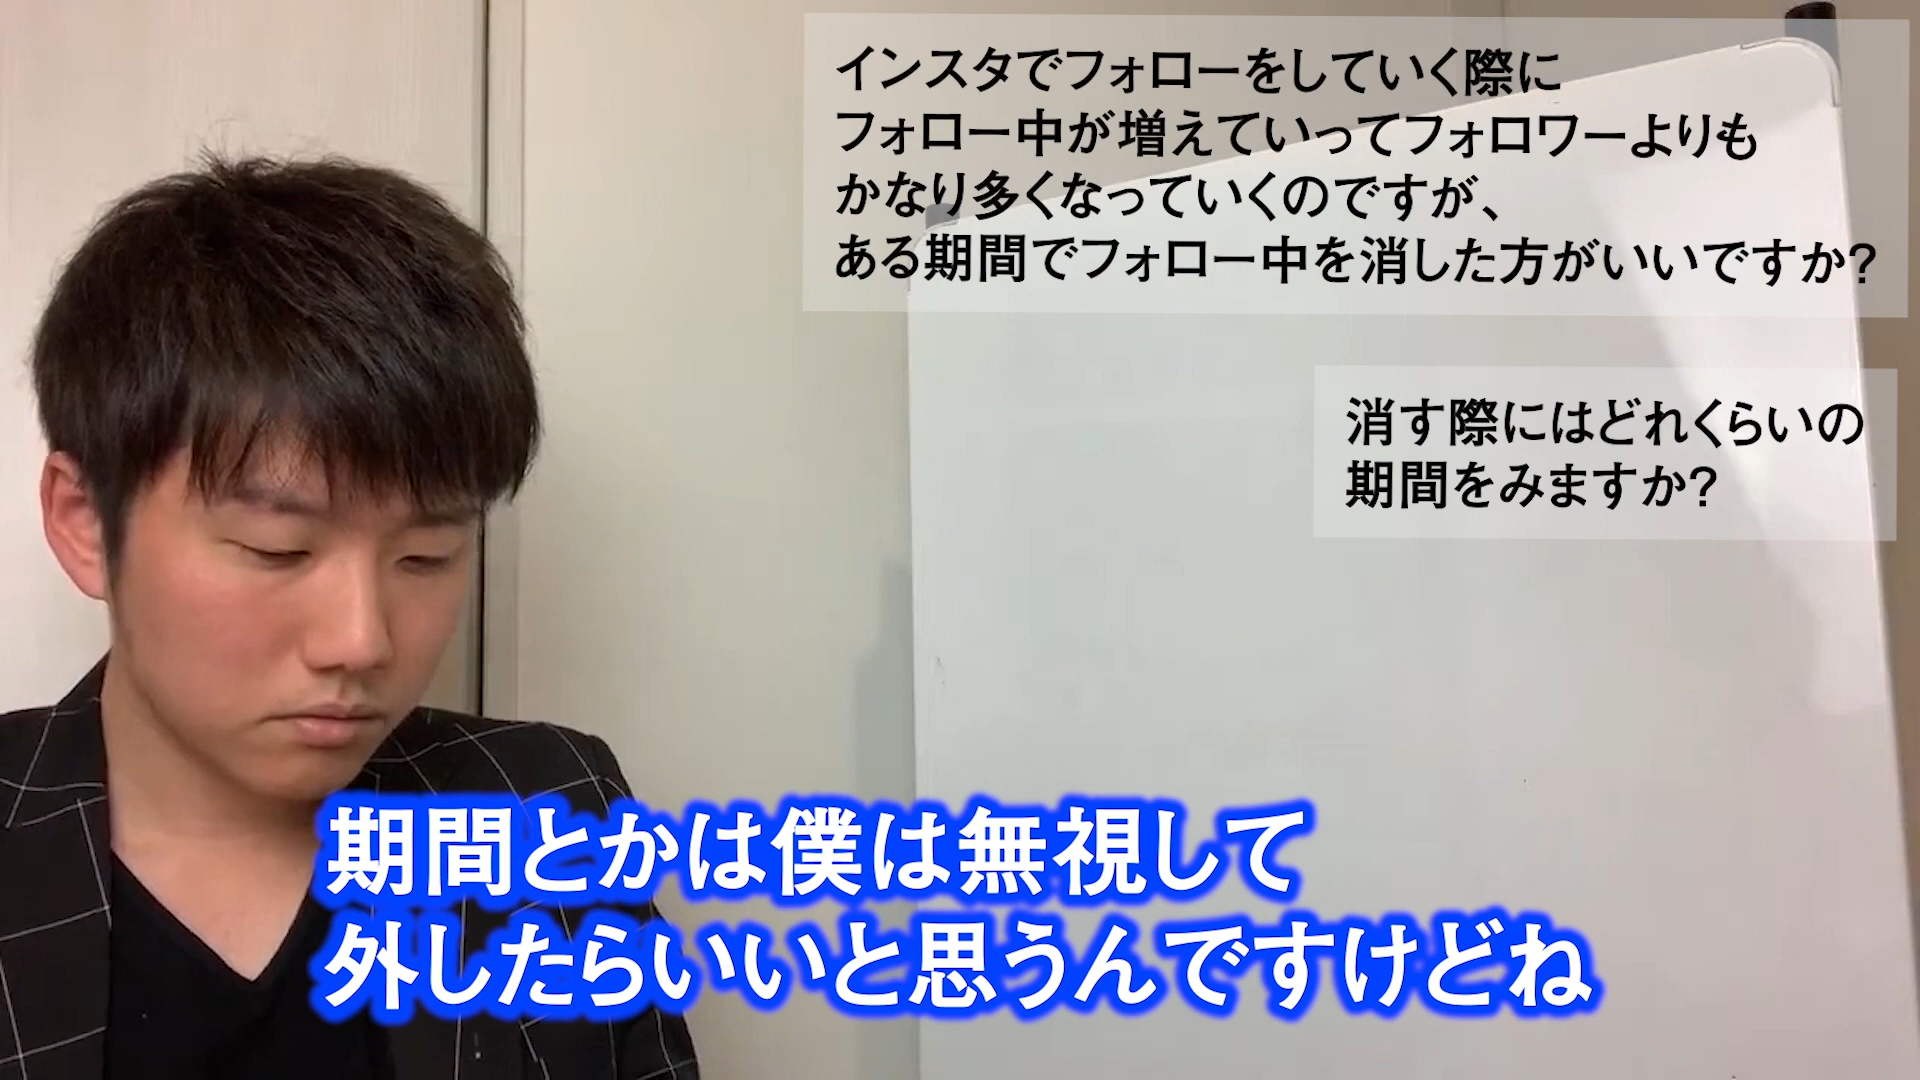 インスタでフォローをしていく際に
フォロー中が増えていってフォロワーよりも
かなり多くなっていくのですが、
ある期間でフォロー中を消した方がいいですか?
消す際にはどれくらいの
期間をみますか?
期間とかは僕は無視して
外したらいいと思うんですけどね